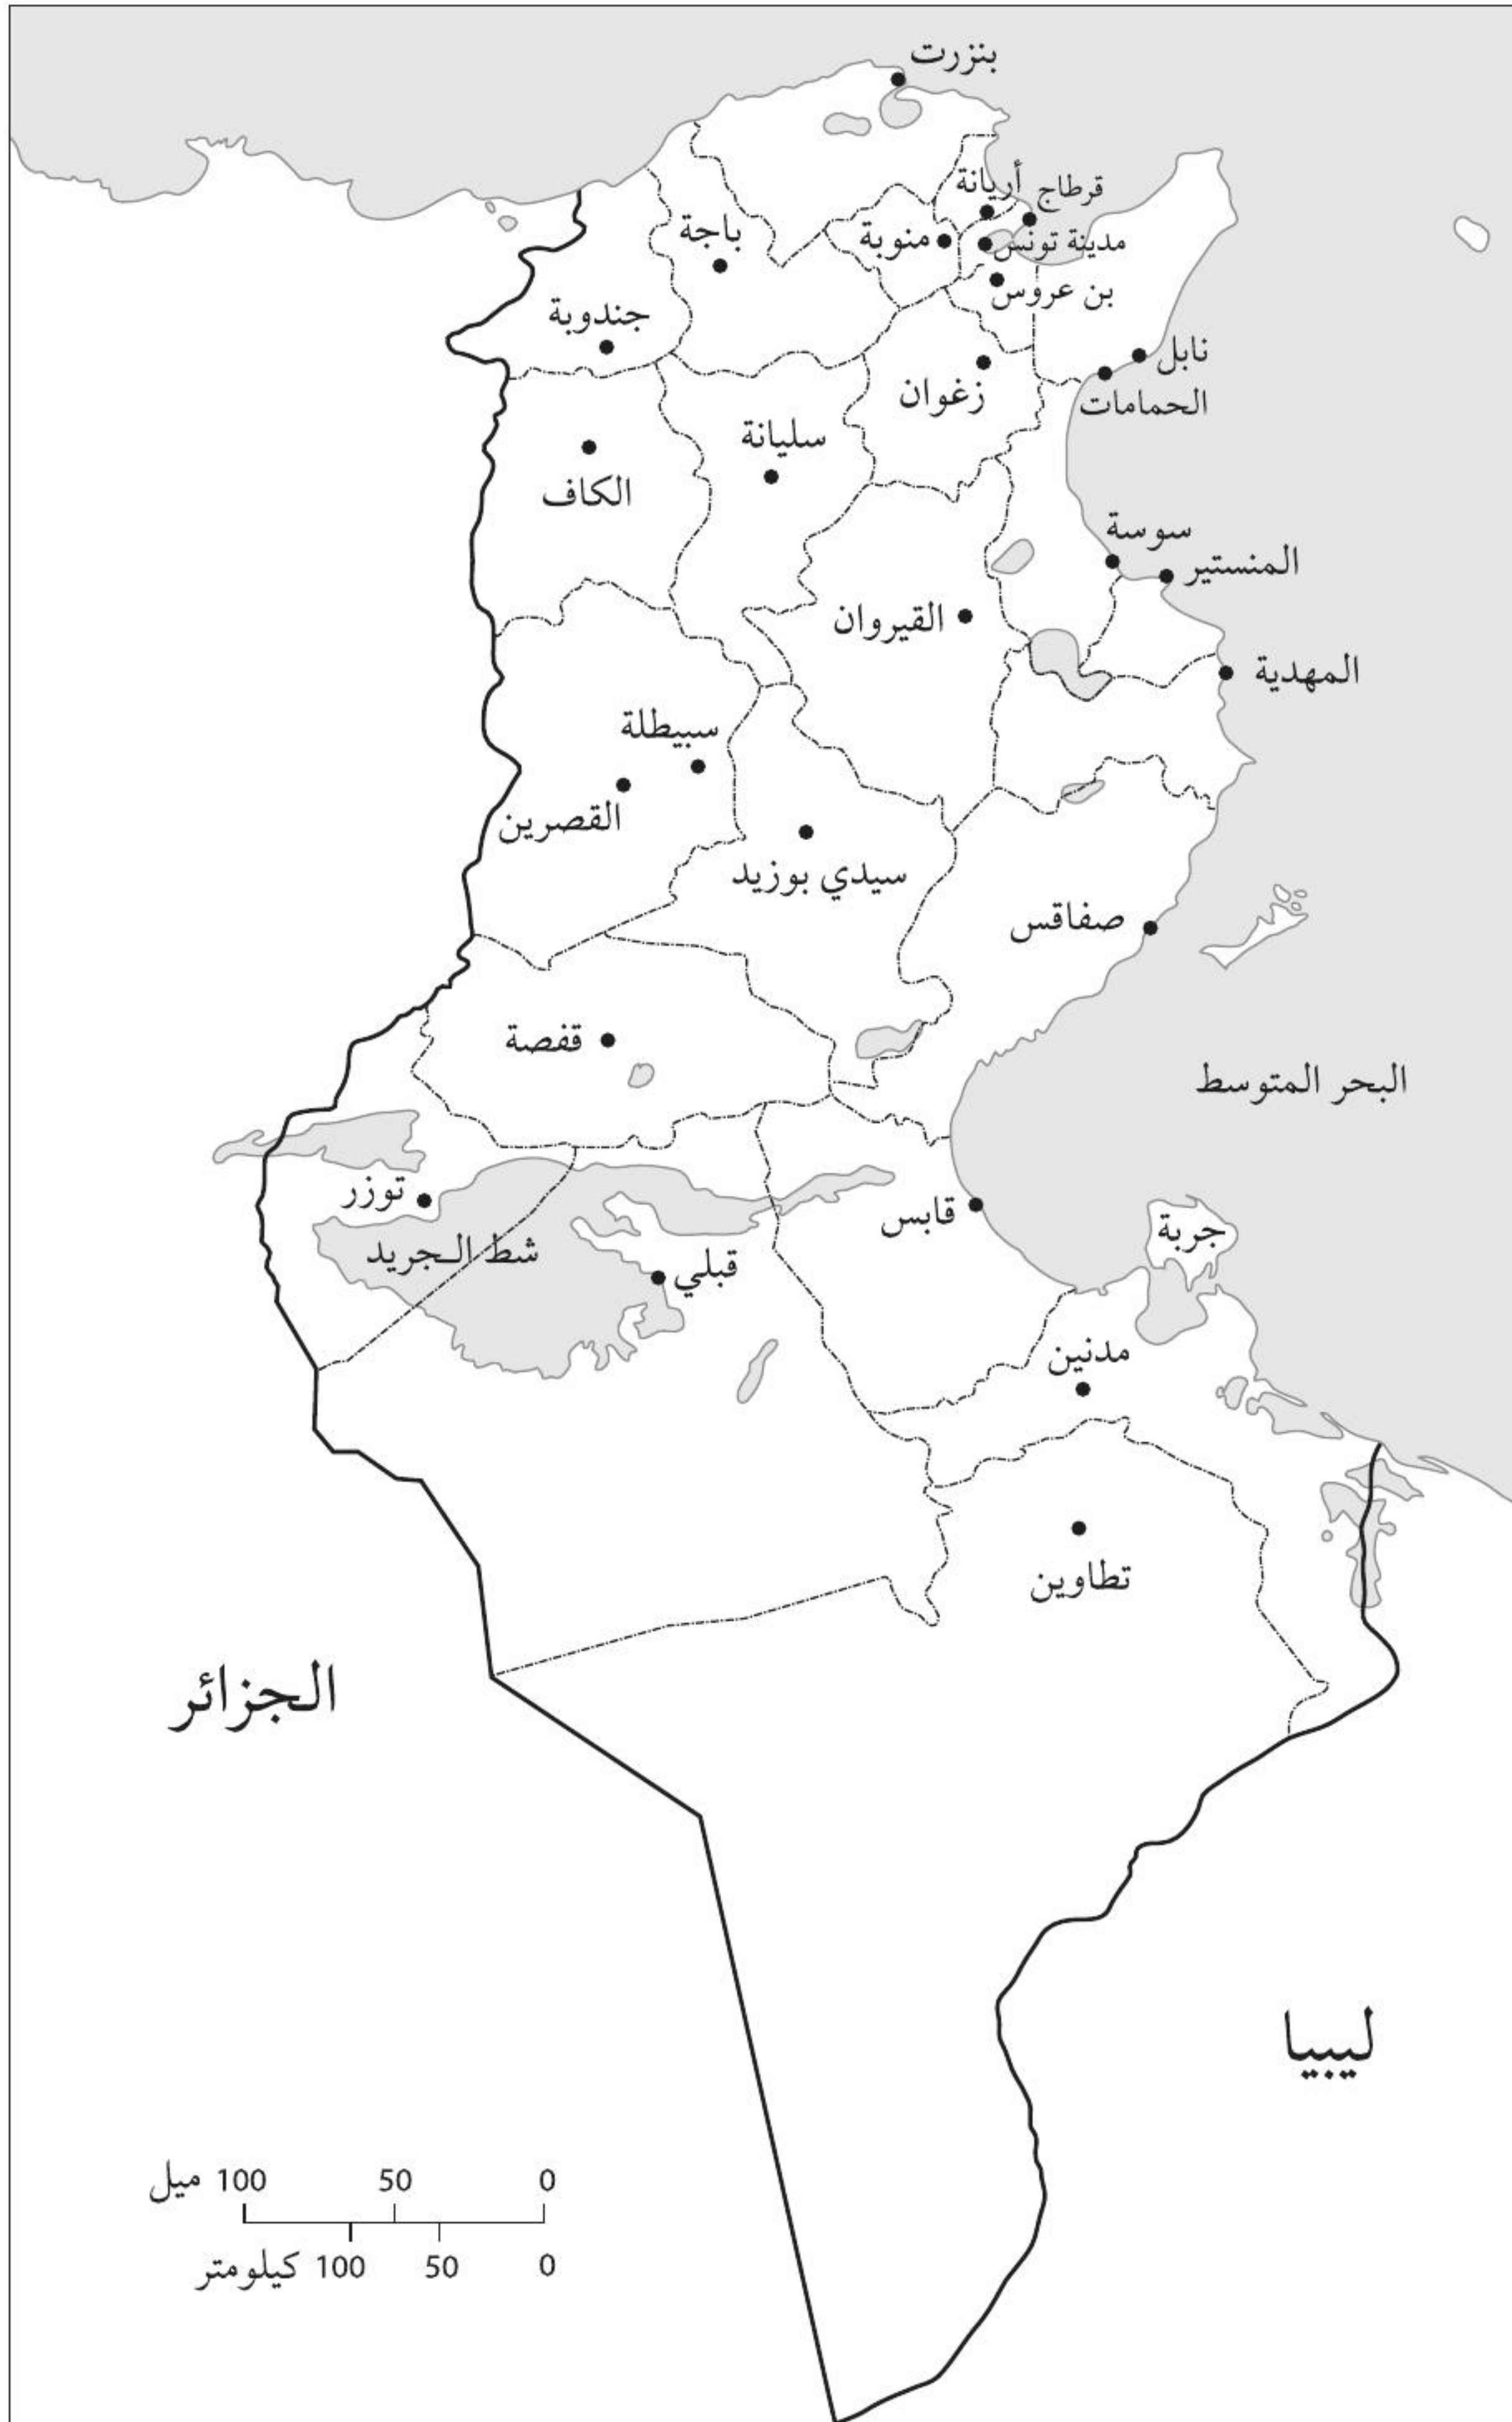 بنزرت
أريانة
قرطاج
باجة
منوبة
مدينة تونس
بن عروس
جندوبة
نابل
زغوان
الحمامات
سليانة
الكاف
سوسة
المنستير
القيروان
المهدية
سبيطلة
القصرين
سيدي بوزيد
صفاقس
قفصة
البحر المتوسط
توزر
قابس
جربة
شط الجريد
قبلي
مدنين
تطاوين
الجزائر
ليبيا
0 50 100 ميل
0 50 100 كيلومتر